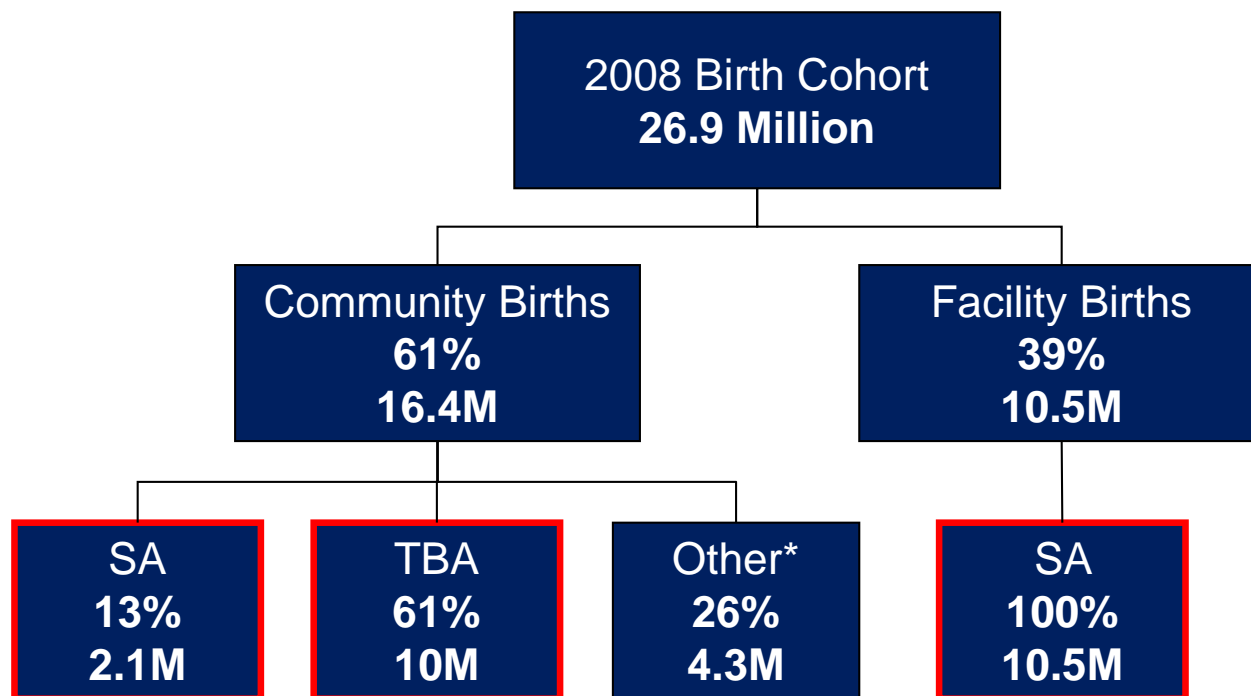 2008 Birth Cohort
26.9 Million
Community Births
61%
16.4M
Facility Births
39%
10.5M
SA
13%
2.1M
TBA
61%
10M
Other*
26%
4.3M
SA
100%
10.5M